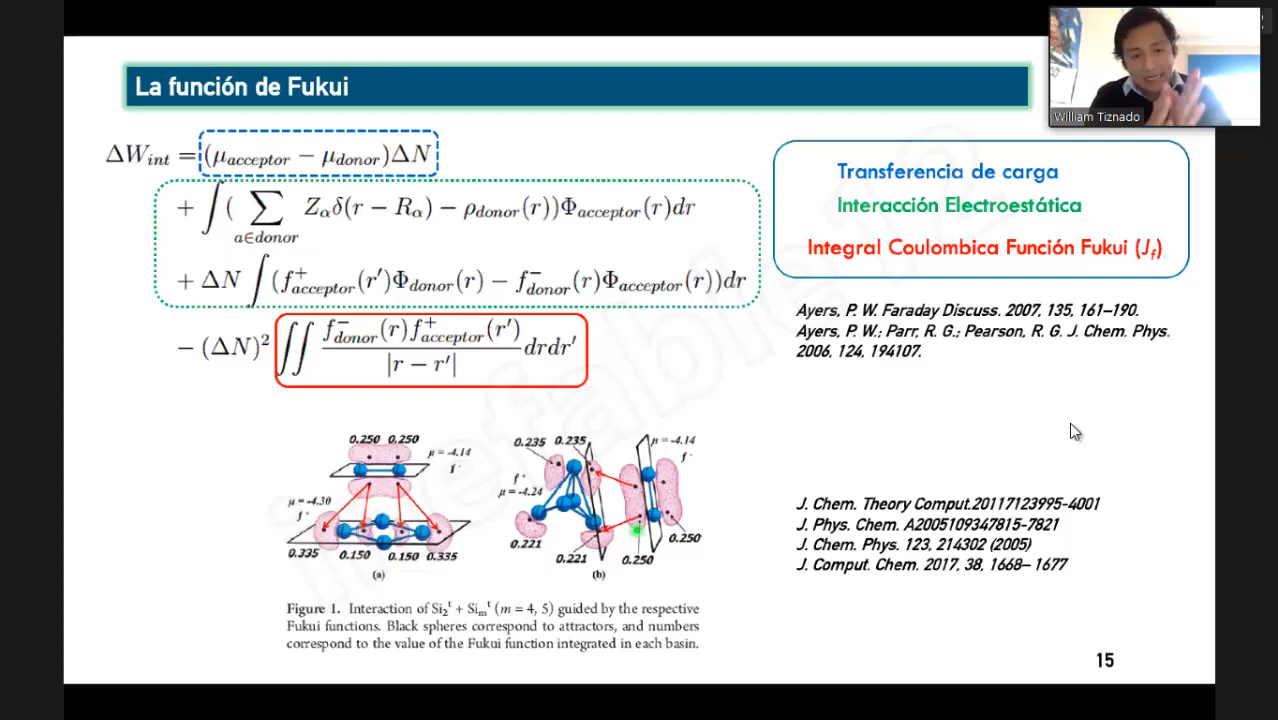 La función de Fukui
William Tiznado
ΔW_int = (μ_acceptor − μ_donor)ΔN
+ ∫( ∑_{a∈donor} Z_α δ(r − R_α) − ρ_donor(r))Φ_acceptor(r)dr
+ ΔN ∫(f⁺_acceptor(r′)Φ_donor(r) − f⁻_donor(r)Φ_acceptor(r))dr
− (ΔN)² ∫∫ f⁻_donor(r)f⁺_acceptor(r′) / |r − r′| drdr′
Transferencia de carga
Interacción Electroestática
Integral Coulombica Función Fukui (J_f)
Ayers, P. W. Faraday Discuss. 2007, 135, 161–190.
Ayers, P. W.; Parr, R. G.; Pearson, R. G. J. Chem. Phys.
2006, 124, 194107.
0.250 0.250
μ = -4.14
f⁻
μ = -4.30
f⁺
0.335 0.150 0.150 0.335
(a)
0.235 0.235
μ = -4.14
f⁻
f⁺
μ = -4.24
0.221
0.221
0.250
0.250
(b)
Figure 1. Interaction of Si₂ᵗ + Siₘᵗ (m = 4, 5) guided by the respective
Fukui functions. Black spheres correspond to attractors, and numbers
correspond to the value of the Fukui function integrated in each basin.
J. Chem. Theory Comput.20117123995-4001
J. Phys. Chem. A2005109347815-7821
J. Chem. Phys. 123, 214302 (2005)
J. Comput. Chem. 2017, 38, 1668– 1677
15